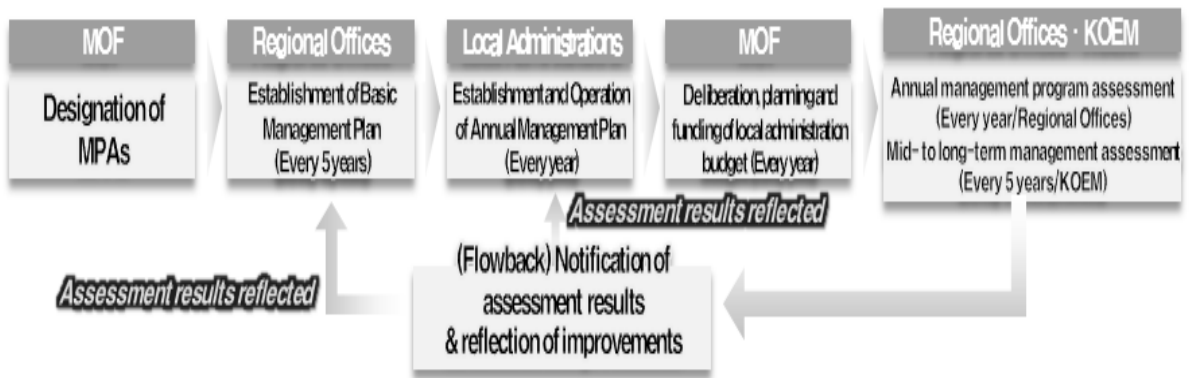 MOF
Designation of
MPAs
Regional Offices
Establishment of Basic
Management Plan
(Every 5 years)
Local Administrations
Establishment and Operation
of Annual Management Plan
(Every year)
MOF
Deliberation, planning and
funding of local administration
budget (Every year)
Regional Offices · KOEM
Annual management program assessment
(Every year/Regional Offices)
Mid- to long-term management assessment
(Every 5 years/KOEM)
Assessment results reflected
Assessment results reflected
(Flowback) Notification of
assessment results
& reflection of improvements